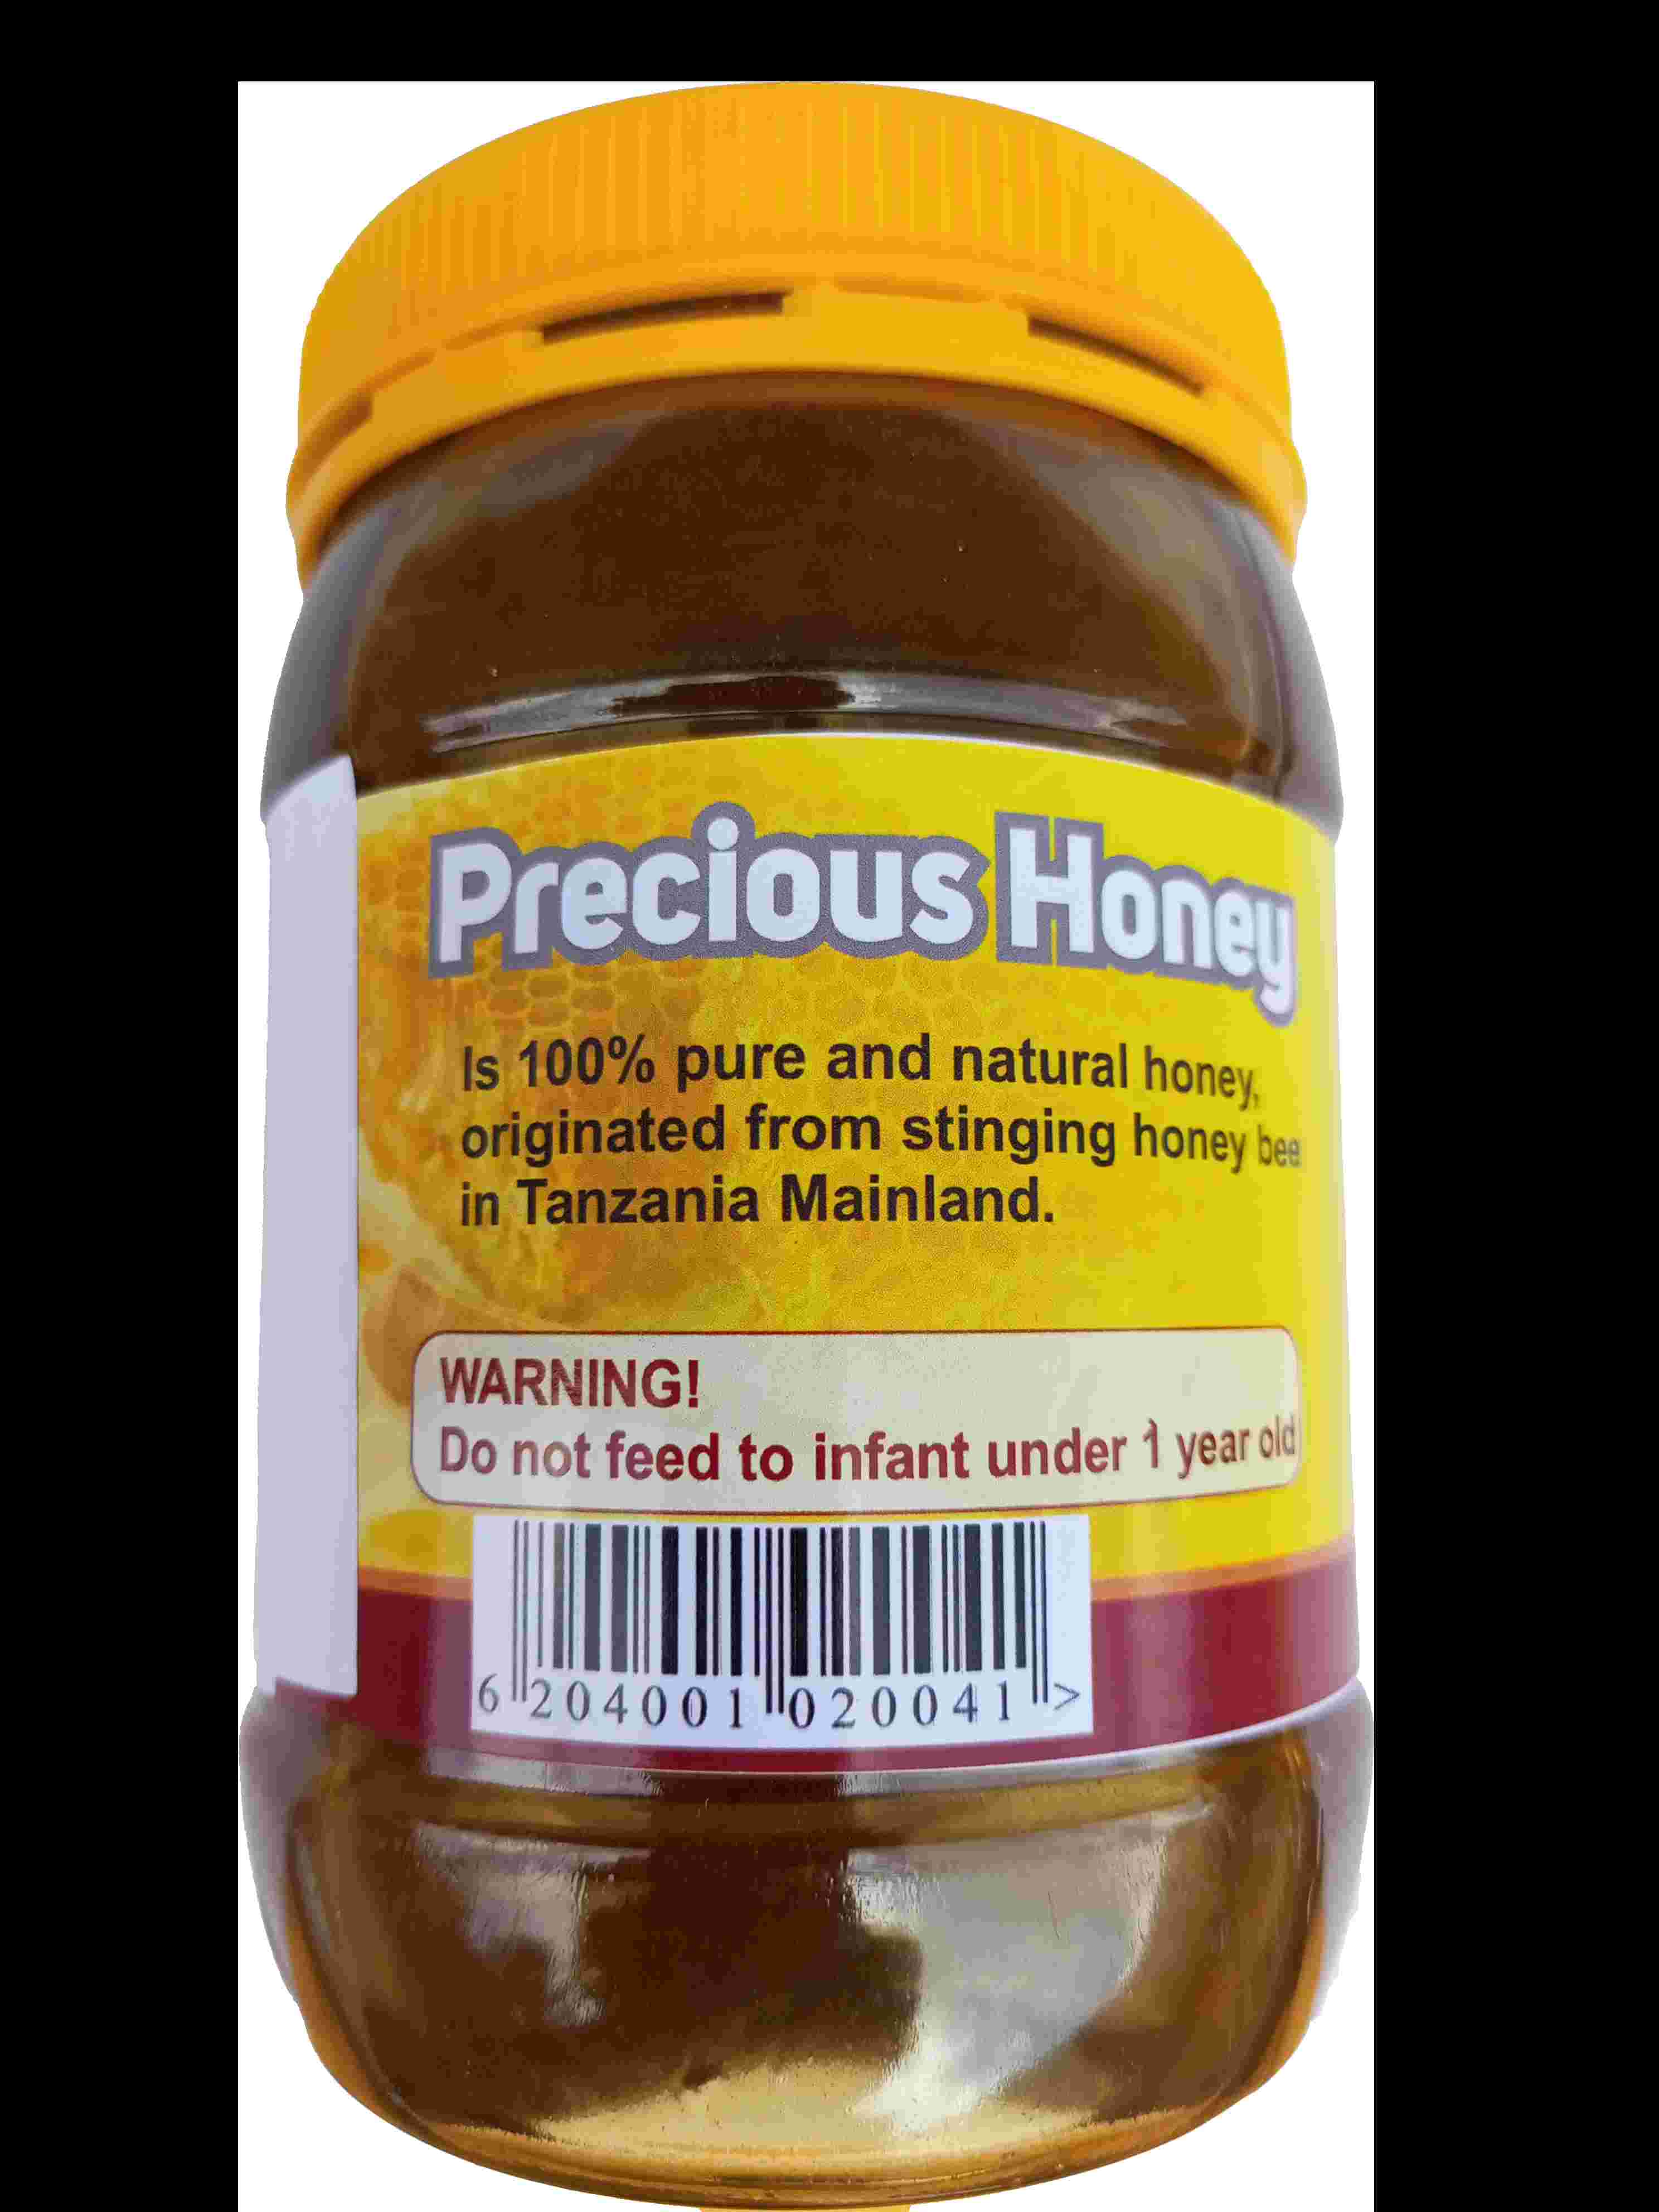 Precious Honey
Is 100% pure and natural honey,
originated from stinging honey bee
in Tanzania Mainland.
WARNING!
Do not feed to infant under 1 year old
6 204001 020041 >